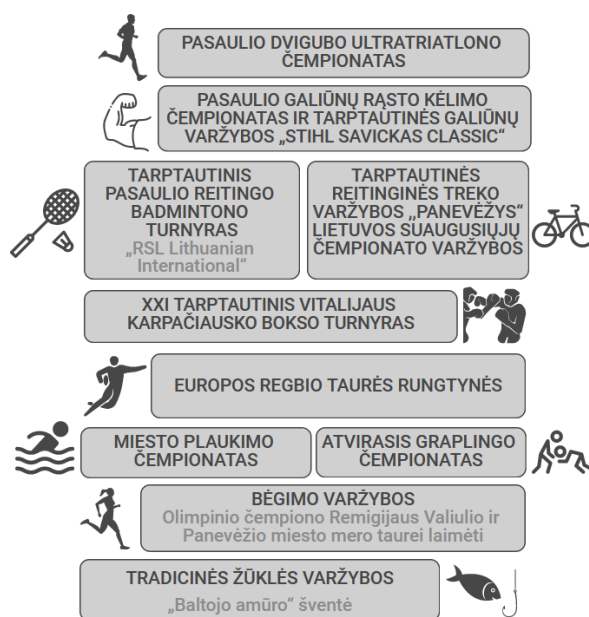 PASAULIO DVIGUBO ULTRATRIATLONO
ČEMPIONATAS
PASAULIO GALIŪNŲ RĄSTO KĖLIMO
ČEMPIONATAS IR TARPTAUTINĖS GALIŪNŲ
VARŽYBOS „STIHL SAVICKAS CLASSIC“
TARPTAUTINIS
PASAULIO REITINGO
BADMINTONO
TURNYRAS
„RSL Lithuanian
International“
TARPTAUTINĖS
REITINGINĖS TREKO
VARŽYBOS „PANEVĖŽYS“
LIETUVOS SUAUGUSIŲJŲ
ČEMPIONATO VARŽYBOS
XXI TARPTAUTINIS VITALIJAUS
KARPAČIAUSKO BOKSO TURNYRAS
EUROPOS REGBIO TAURĖS RUNGTYNĖS
MIESTO PLAUKIMO
ČEMPIONATAS
ATVIRASIS GRAPLINGO
ČEMPIONATAS
BĖGIMO VARŽYBOS
Olimpinio čempiono Remigijaus Valiulio ir
Panevėžio miesto mero taurei laimėti
TRADICINĖS ŽŪKLĖS VARŽYBOS
„Baltojo amūro“ šventė